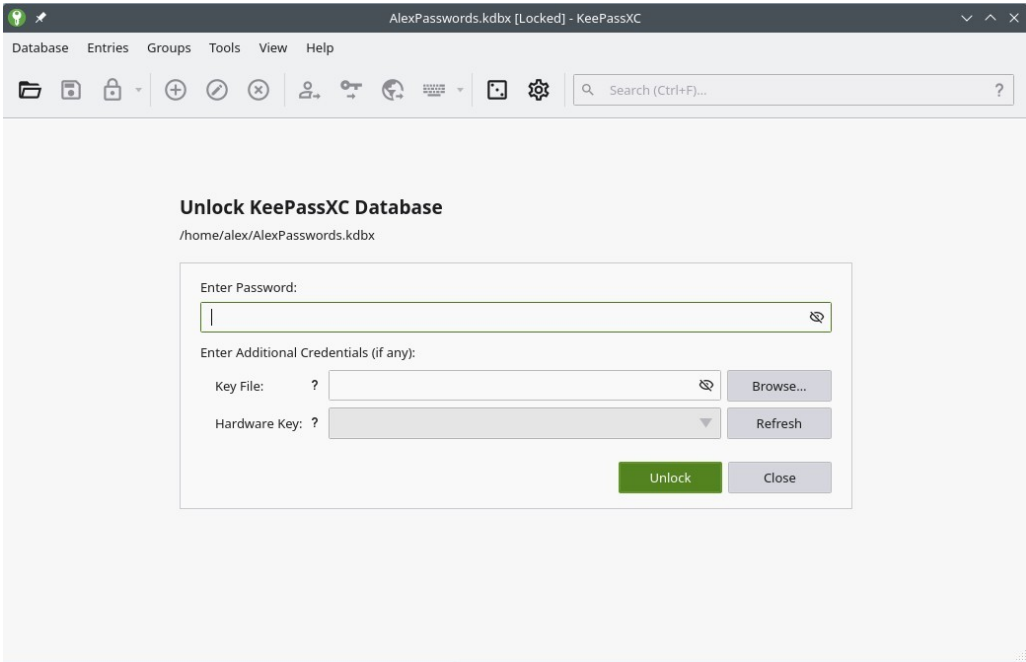 AlexPasswords.kdbx [Locked] - KeePassXC
Database Entries Groups Tools View Help
Search (Ctrl+F)... ?
Unlock KeePassXC Database
/home/alex/AlexPasswords.kdbx
Enter Password:
Enter Additional Credentials (if any):
Key File: ? Browse...
Hardware Key: ? Refresh
Unlock Close